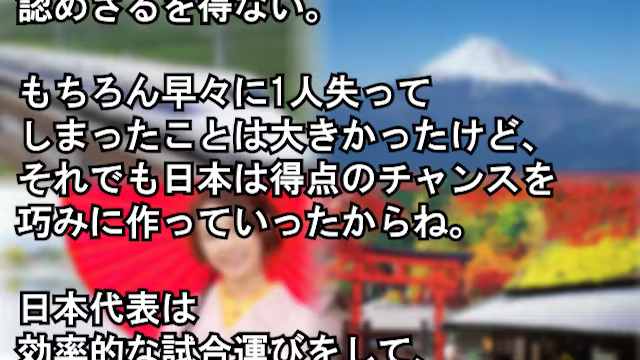 認めざるを得ない。
もちろん早々に1人失って
しまったことは大きかったけど、
それでも日本は得点のチャンスを
巧みに作っていったからね。
日本代表は
効率的な試合運びをして、